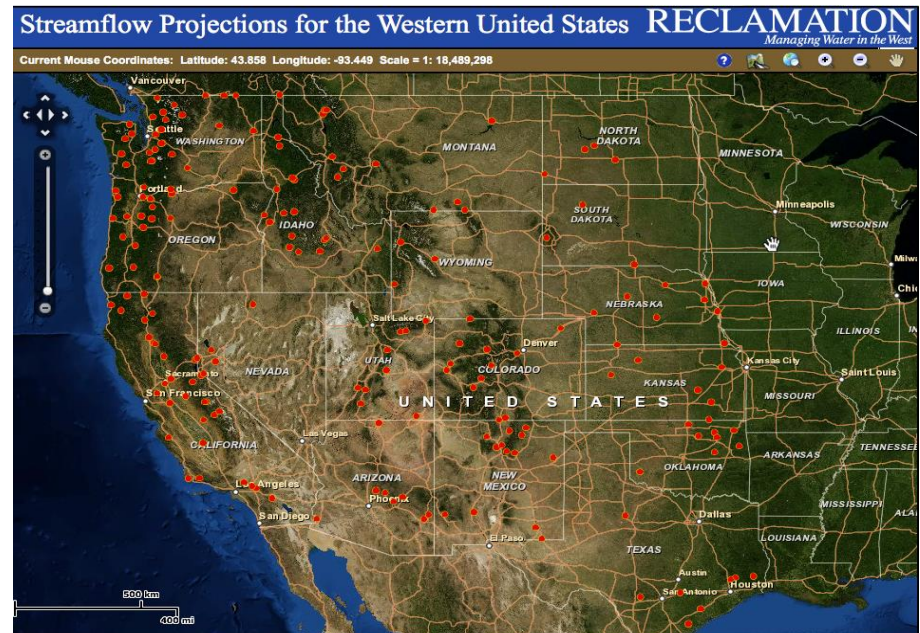 Streamflow Projections for the Western United States
RECLAMATION
Managing Water in the West
Current Mouse Coordinates: Latitude: 43.858 Longitude: -93.449 Scale = 1: 18,489,298
Vancouver
Seattle
WASHINGTON
MONTANA
NORTH
DAKOTA
MINNESOTA
Portland
Minneapolis
SOUTH
DAKOTA
WISCONSIN
OREGON
IDAHO
WYOMING
Milwa
IOWA
Chic
NEBRASKA
Salt Lake City
ILLINOIS
IN
Denver
UTAH
COLORADO
Kansas City
NEVADA
Sacramento
KANSAS
Saint Louis
San Francisco
UNITED STATES
MISSOURI
Las Vegas
CALIFORNIA
TENNESSEE
OKLAHOMA
ARKANSAS
ARIZONA
NEW
MEXICO
Los Angeles
Phoenix
MISSISSIPPI
San Diego
Dallas
ALA
El Paso
LOUISIANA
TEXAS
Austin
Houston
San Antonio
500 km
400 mi